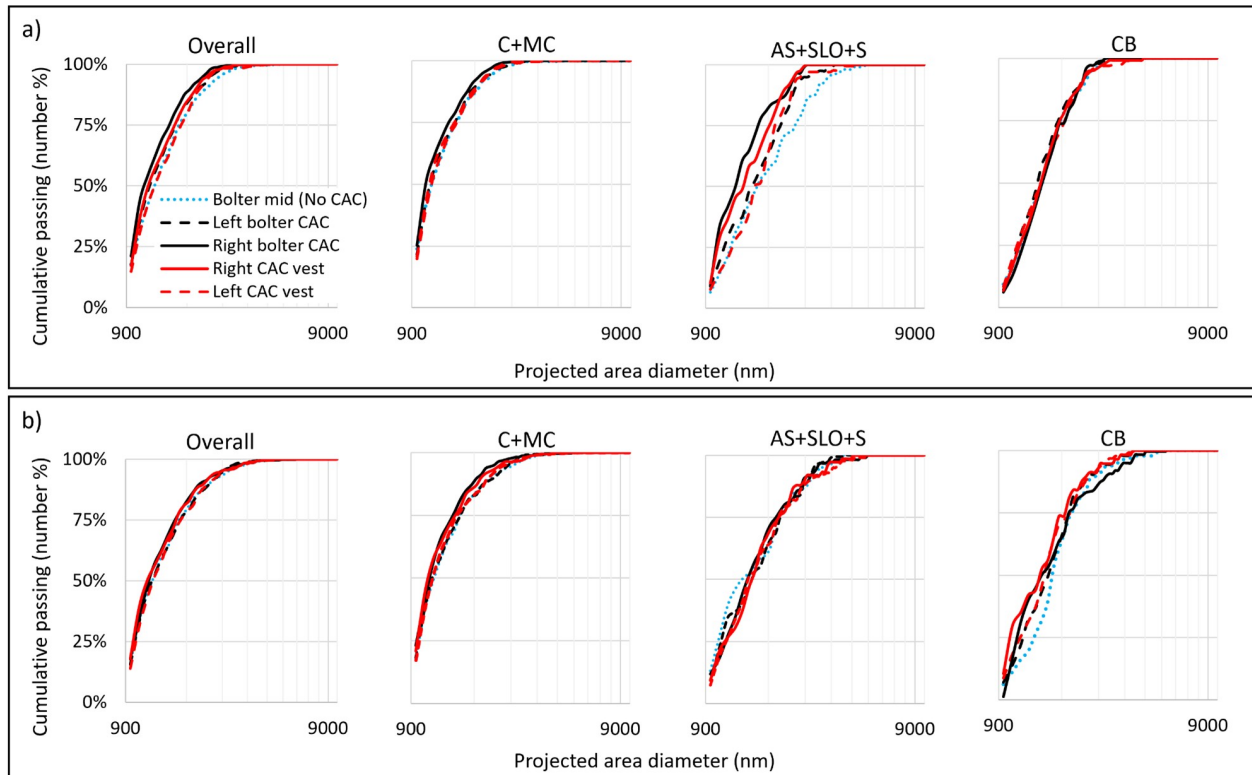 a)
Overall
C+MC
AS+SLO+S
CB
Cumulative passing (number %)
100%
75%
50%
25%
0%
Bolter mid (No CAC)
Left bolter CAC
Right bolter CAC
Right CAC vest
Left CAC vest
900
9000
900
9000
900
9000
900
9000
Projected area diameter (nm)
b)
Overall
C+MC
AS+SLO+S
CB
Cumulative passing (number %)
100%
75%
50%
25%
0%
900
9000
900
9000
900
9000
900
9000
Projected area diameter (nm)